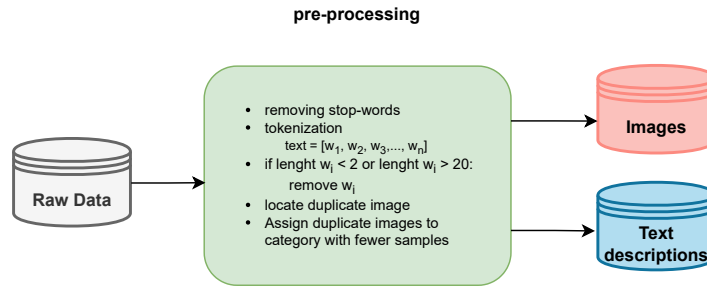 pre-processing
Raw Data
• removing stop-words
• tokenization
text = [w1, w2, w3,..., wn]
• if lenght wi < 2 or lenght wi > 20:
remove wi
• locate duplicate image
• Assign duplicate images to
category with fewer samples
Images
Text
descriptions